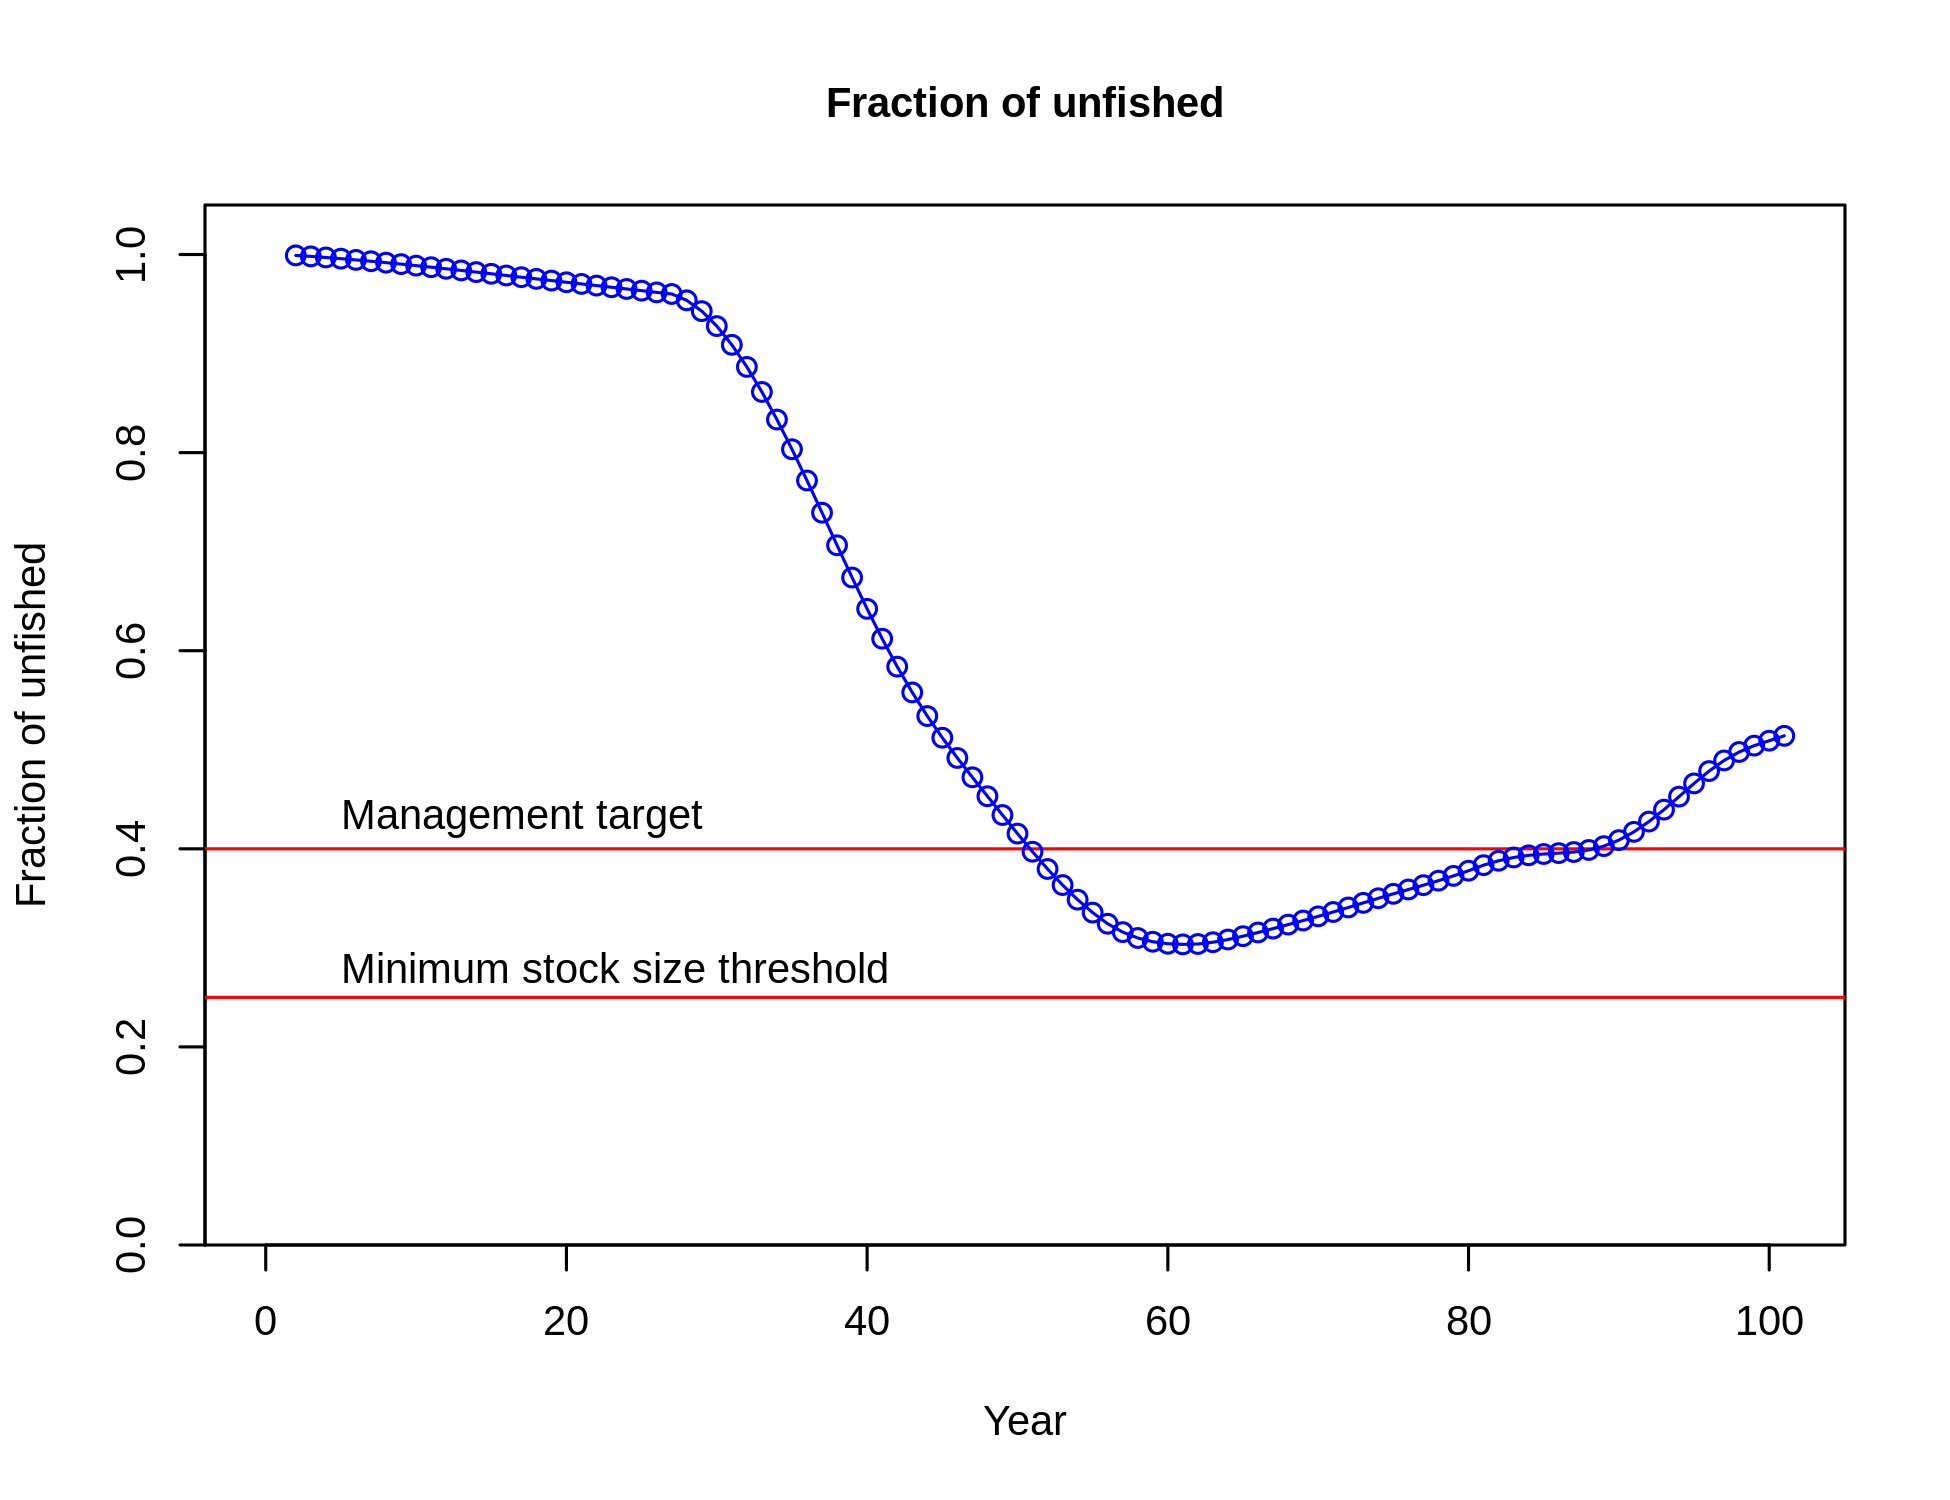 Fraction of unfished
Fraction of unfished
1.0
0.8
0.6
0.4
0.2
0.0
Management target
Minimum stock size threshold
0 20 40 60 80 100
Year